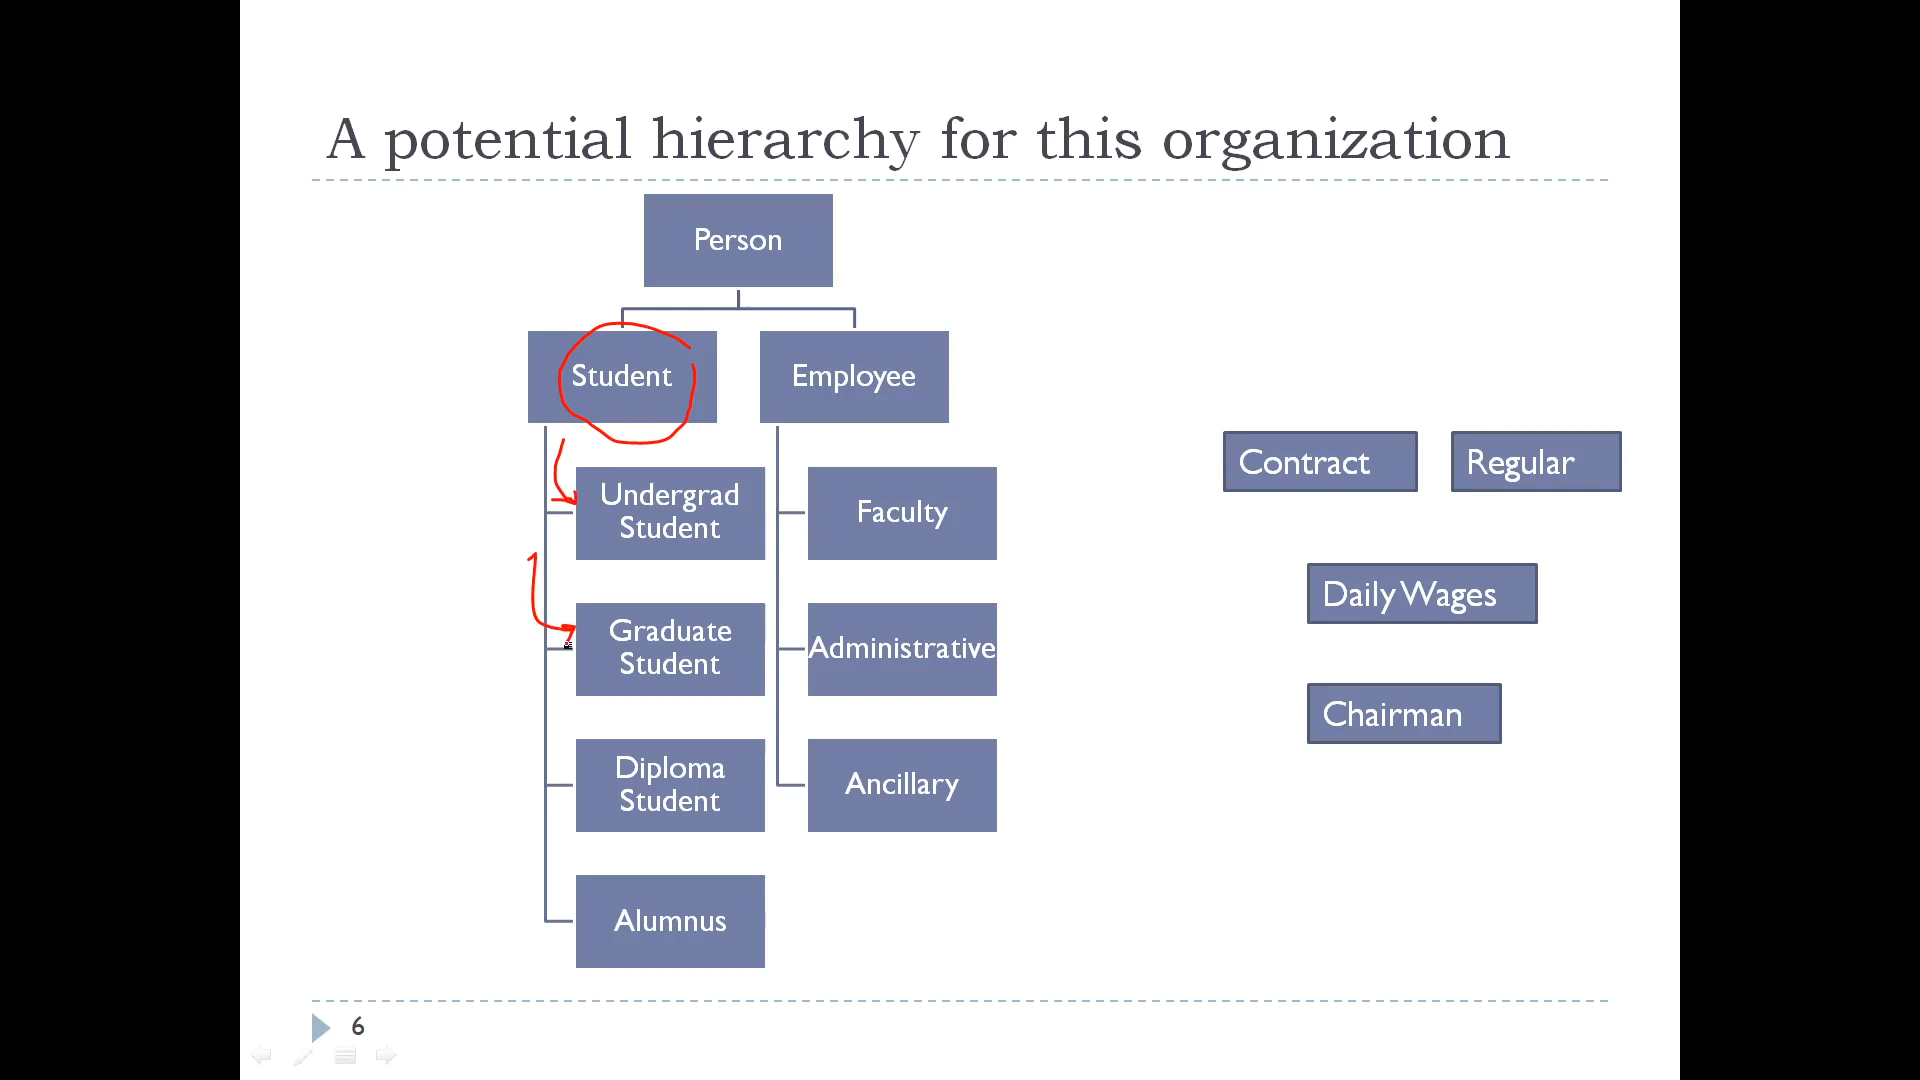 A potential hierarchy for this organization
Person
Student
Employee
Undergrad
Student
Faculty
Graduate
Student
Administrative
Diploma
Student
Ancillary
Alumnus
Contract
Regular
Daily Wages
Chairman
6